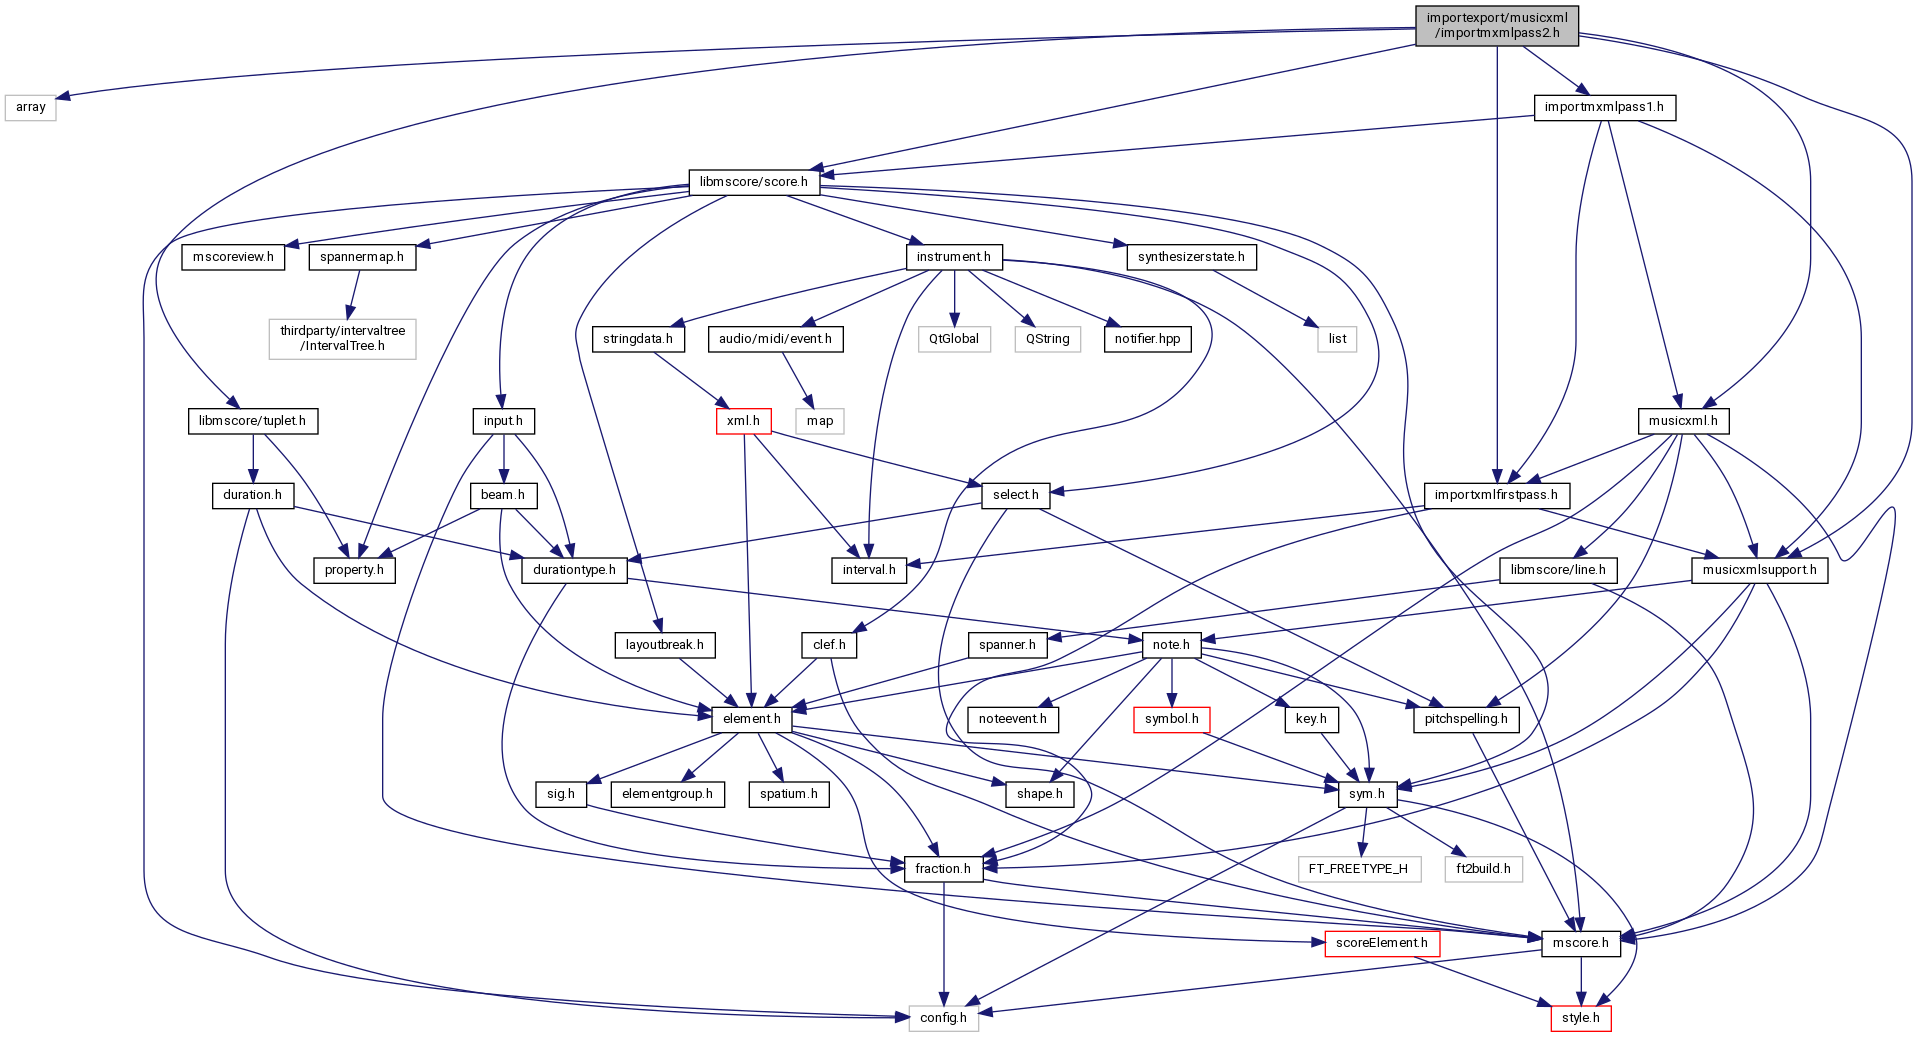 importexport/musicxml
/importmxmlpass2.h
array
importmxmlpass1.h
libmscore/score.h
mscoreview.h
spannermap.h
instrument.h
synthesizerstate.h
thirdparty/intervaltree
/IntervalTree.h
stringdata.h
audio/midi/event.h
QtGlobal
QString
notifier.hpp
list
libmscore/tuplet.h
input.h
xml.h
map
musicxml.h
duration.h
beam.h
select.h
importxmlfirstpass.h
property.h
durationtype.h
interval.h
libmscore/line.h
musicxmlsupport.h
layoutbreak.h
clef.h
spanner.h
note.h
element.h
noteevent.h
symbol.h
key.h
pitchspelling.h
sig.h
elementgroup.h
spatium.h
shape.h
sym.h
fraction.h
FT_FREETYPE_H
ft2build.h
scoreElement.h
mscore.h
config.h
style.h